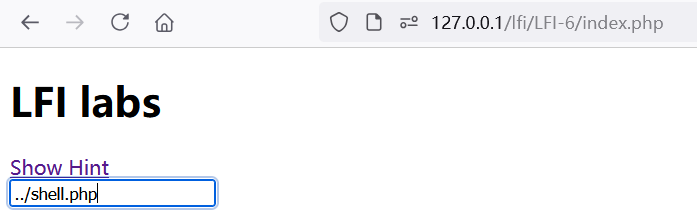 127.0.0.1/lfi/LFI-6/index.php
LFI labs
Show Hint
../shell.php